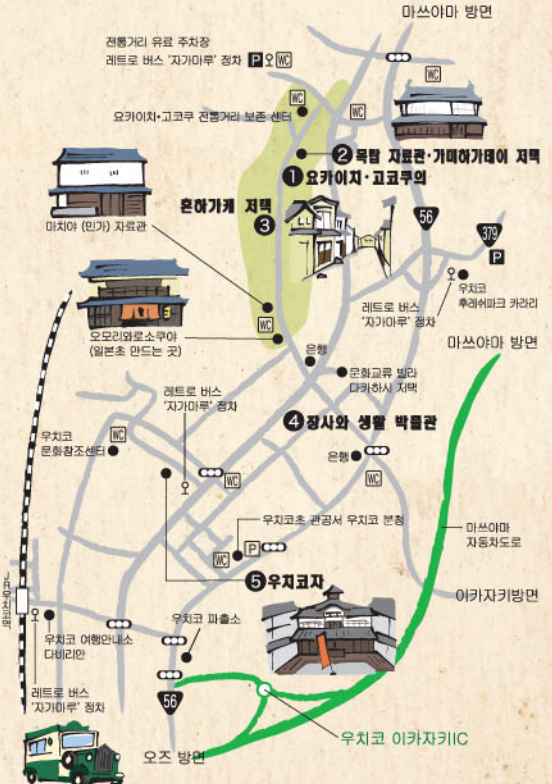 마쓰야마 방면
전통거리 유료 주차장
레트로 버스 '자가마루' 정차 P WC
WC
WC
WC
요카이치·고코쿠 전통거리 보존 센터
❷ 목랍 자료관·가미하가테이 저택
❶ 요카이치·고코쿠의
혼하가케 저택
❸
56
379
P
마치야 (민가) 자료관
우치코
후레쉬파크 카라리
레트로 버스
'자가마루' 정차
WC
오모리와로소쿠야
(일본초 만드는 곳)
마쓰야마 방면
은행
문화교류 빌라
다카하시 저택
레트로 버스
'자가마루' 정차
❹ 장사와 생활 박물관
우치코
문화창조센터
WC
은행
WC
WC
우치코초 관공서 우치코 분청
WC P
마쓰야마
자동차도로
❺ 우치코자
이카자키방면
JR우치코역
우치코 파출소
우치코 여행안내소
다비리안
레트로 버스
'자가마루' 정차
56
우치코 이카자키IC
오즈 방면